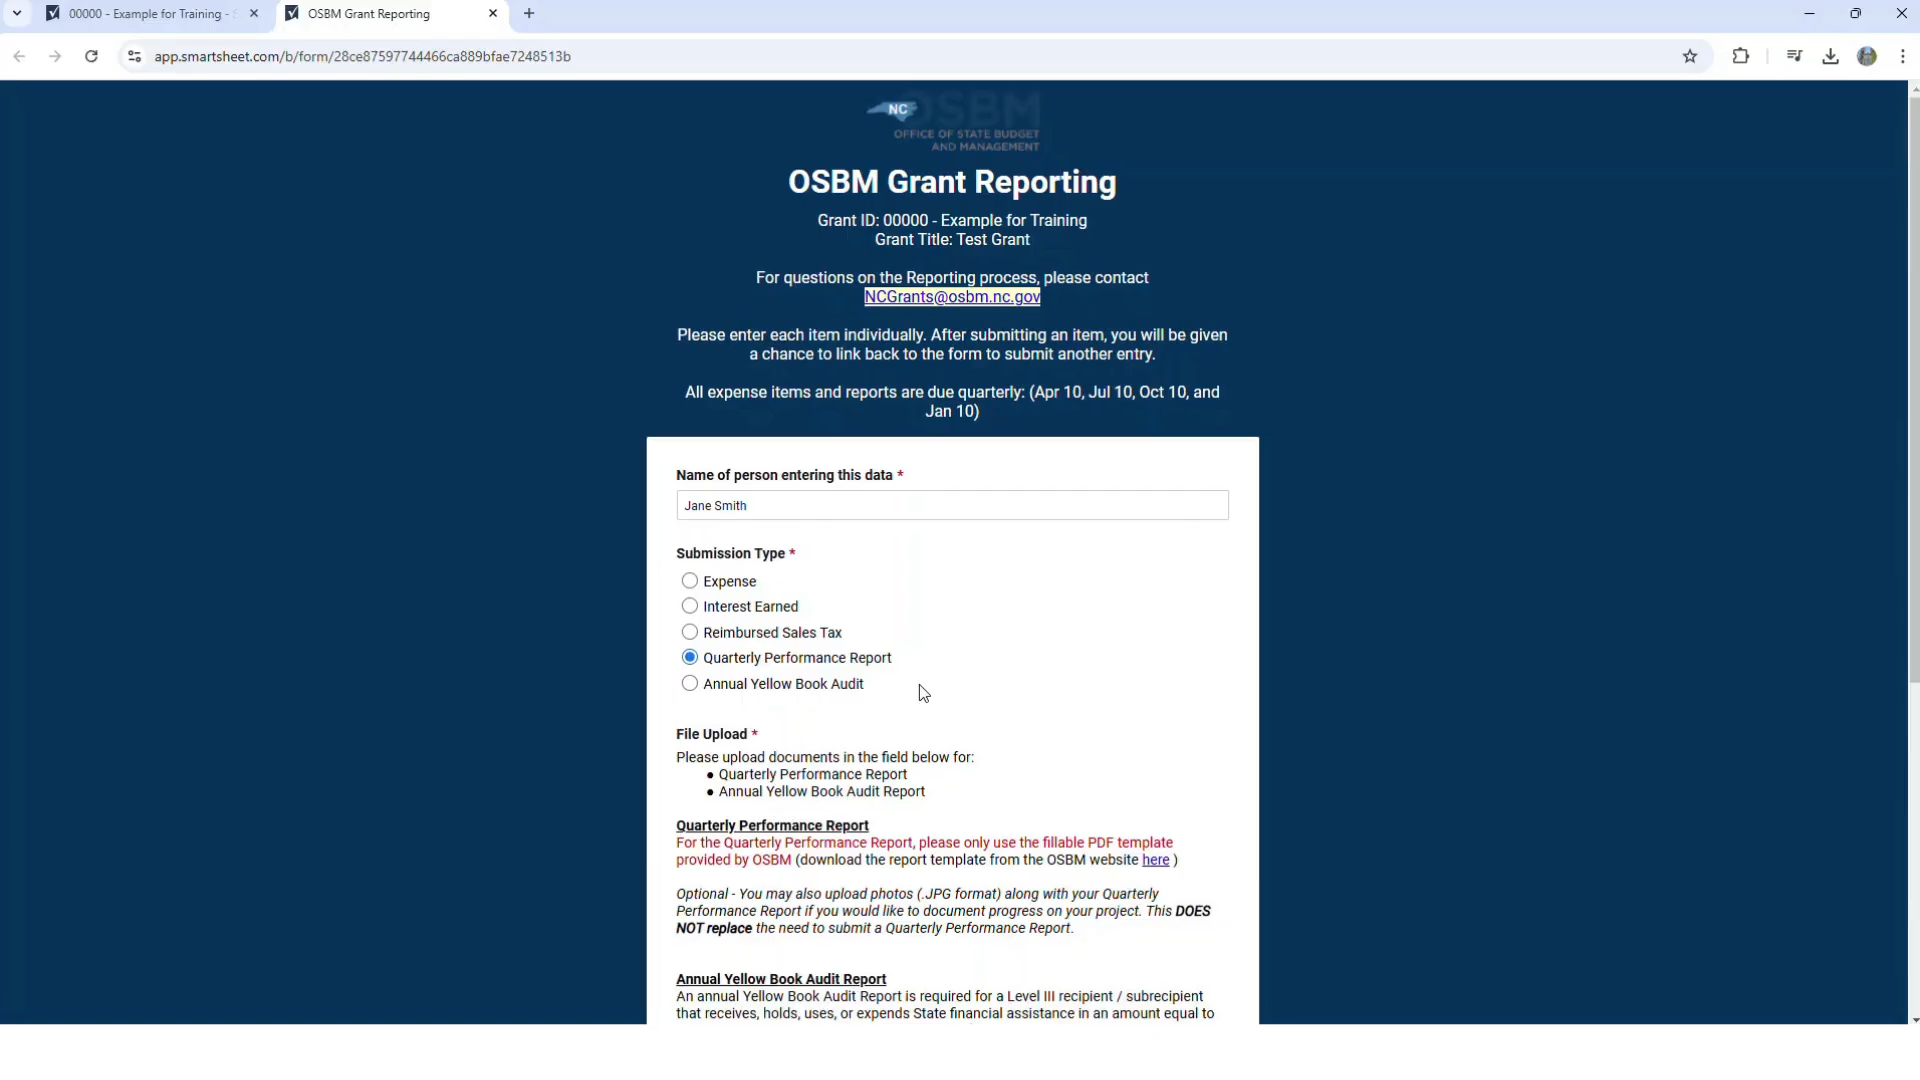 00000 - Example for Training -
OSBM Grant Reporting
app.smartsheet.com/b/form/28ce87597744466ca889bfae7248513b
NC OSBM
OFFICE OF STATE BUDGET
AND MANAGEMENT
OSBM Grant Reporting
Grant ID: 00000 - Example for Training
Grant Title: Test Grant
For questions on the Reporting process, please contact
NCGrants@osbm.nc.gov
Please enter each item individually. After submitting an item, you will be given
a chance to link back to the form to submit another entry.
All expense items and reports are due quarterly: (Apr 10, Jul 10, Oct 10, and
Jan 10)
Name of person entering this data *
Jane Smith
Submission Type *
Expense
Interest Earned
Reimbursed Sales Tax
Quarterly Performance Report
Annual Yellow Book Audit
File Upload *
Please upload documents in the field below for:
● Quarterly Performance Report
● Annual Yellow Book Audit Report
Quarterly Performance Report
For the Quarterly Performance Report, please only use the fillable PDF template
provided by OSBM (download the report template from the OSBM website here )
Optional - You may also upload photos (.JPG format) along with your Quarterly
Performance Report if you would like to document progress on your project. This DOES
NOT replace the need to submit a Quarterly Performance Report.
Annual Yellow Book Audit Report
An annual Yellow Book Audit Report is required for a Level III recipient / subrecipient
that receives, holds, uses, or expends State financial assistance in an amount equal to